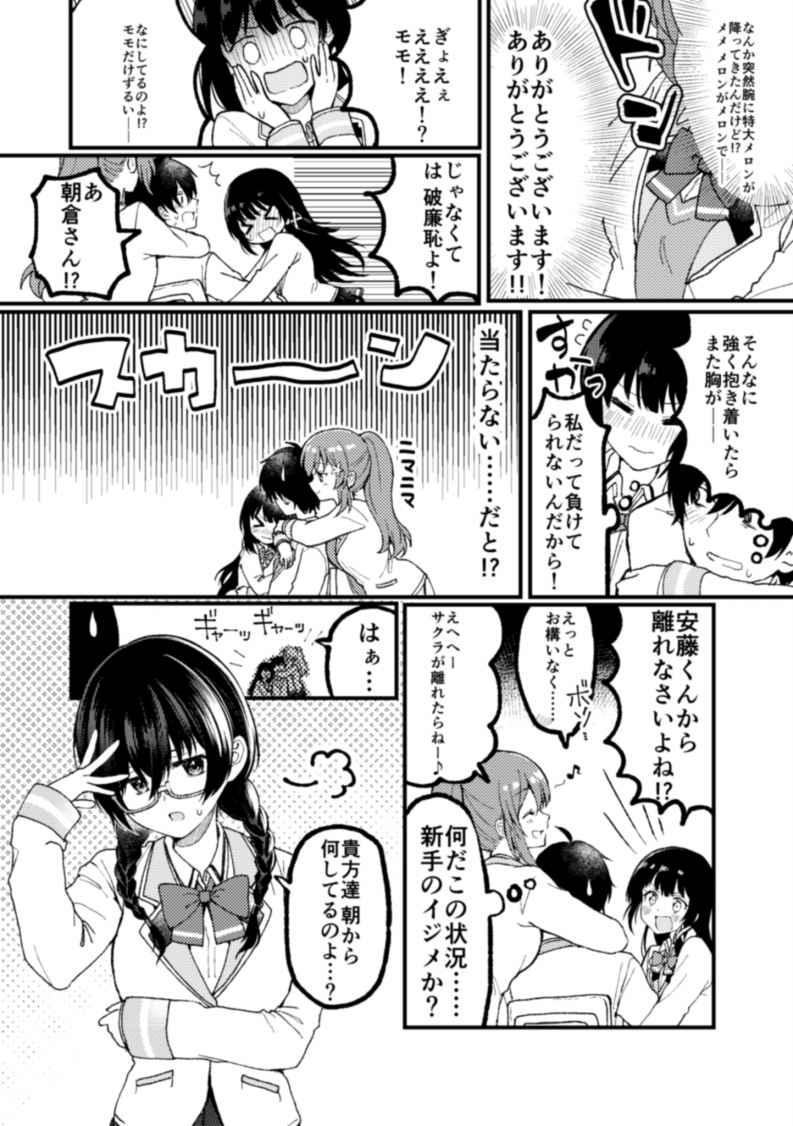 なんか突然腕に特大メロンが
降ってきたんだけど!?
メメ メロンがメロンで──
ドドン
ありがとうございます!
ありがとうございます!!
ぎょえぇ
ええええ!?
モモ!
なにしてるのよ!?
モモだけずるい──
じゃなくて
は 破廉恥よ!
あ
朝倉さん!?
そんなに
強く抱き着いたら
また胸が──
すかっ
私だって負けて
られないんだから!
当たらない……だと!?
スカーン
ニマニマ
安藤くんから
離れなさいよね!?
えっと
お構いなく……
ボソ…
えへへー
サクラが離れたらねー♪
何だこの状況……
新手のイジメか?
はぁ…
ギャーッ
ギャーッ
貴方達 朝から
何してるのよ…?